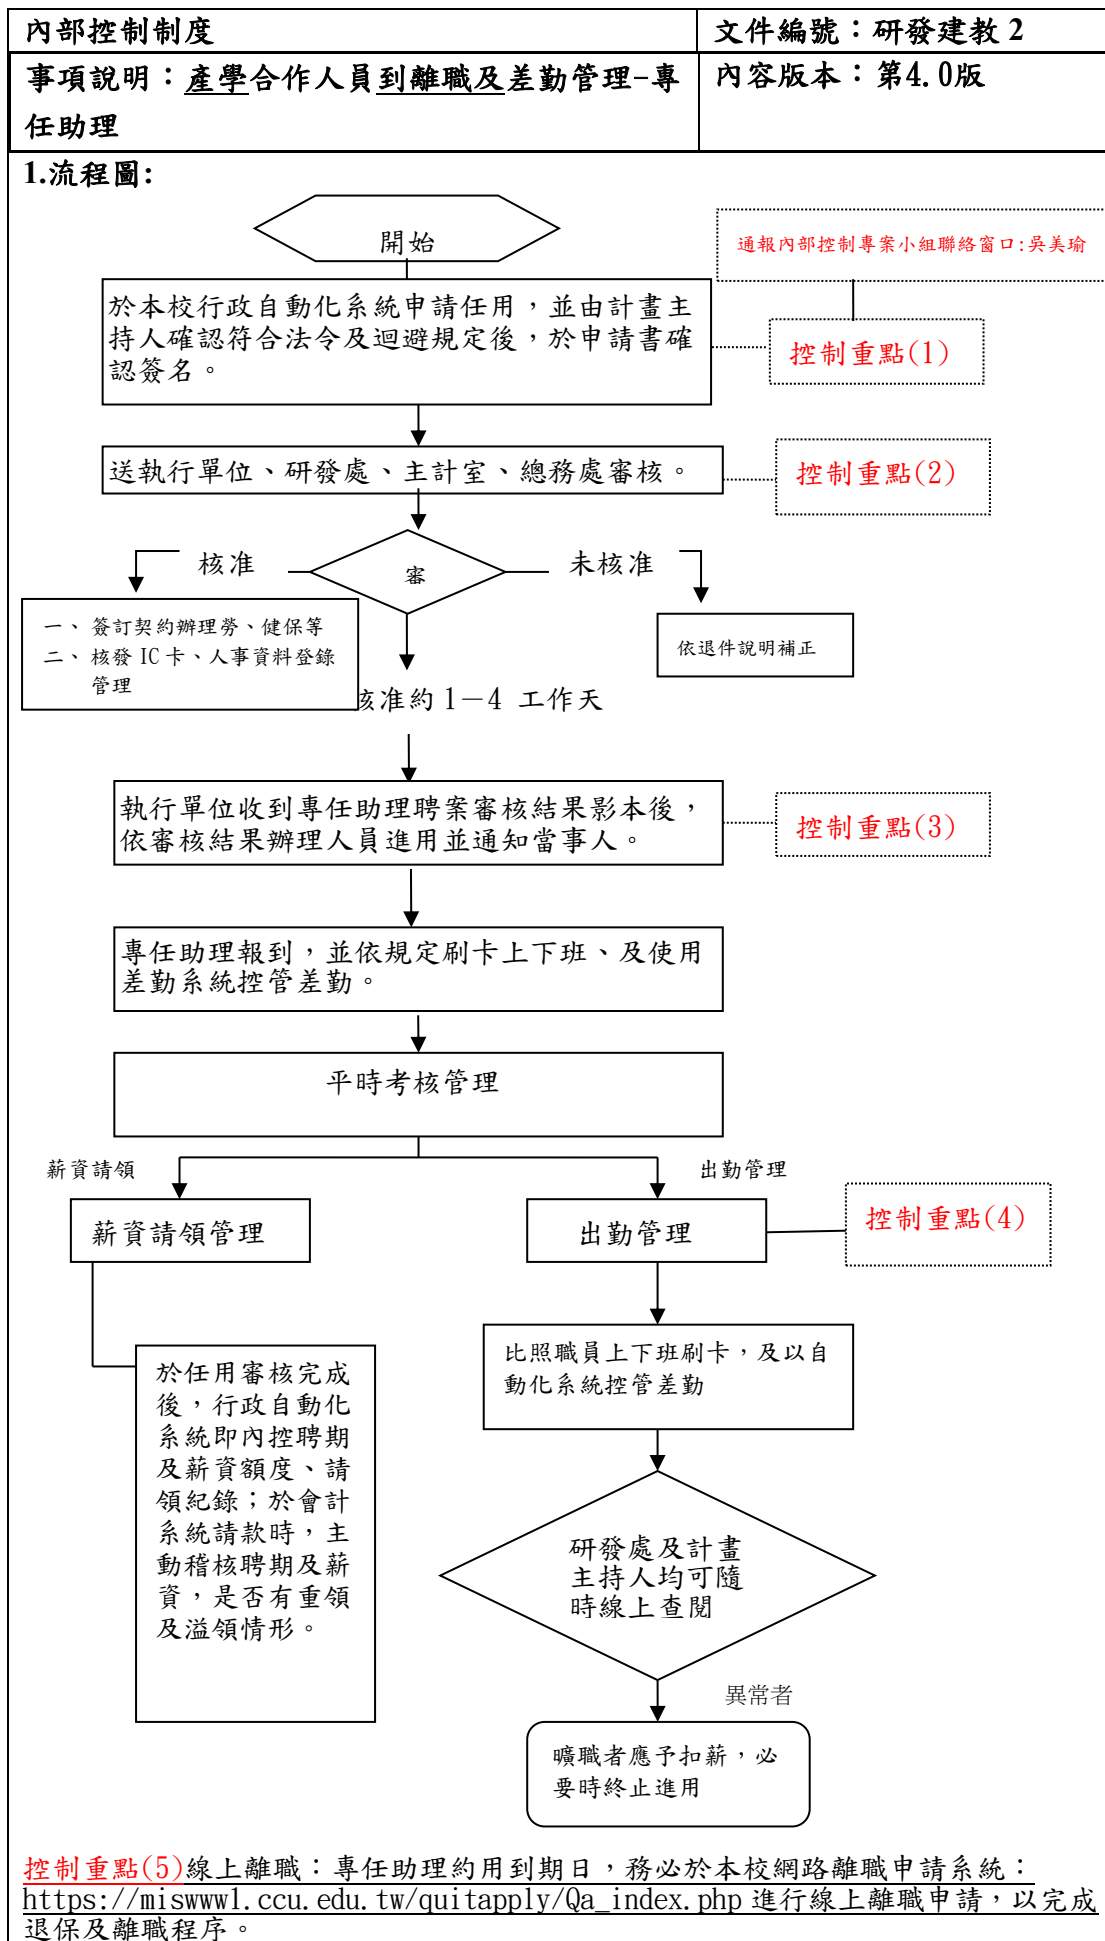 內部控制制度
文件編號：研發建教 2
事項說明：產學合作人員到離職及差勤管理-專
任助理
內容版本：第4.0版
1.流程圖:
開始
通報內部控制專案小組聯絡窗口:吳美瑜
於本校行政自動化系統申請任用，並由計畫主
持人確認符合法令及迴避規定後，於申請書確
認簽名。
控制重點(1)
送執行單位、研發處、主計室、總務處審核。
控制重點(2)
核准
審
未核准
一、 簽訂契約辦理勞、健保等
二、 核發 IC 卡、人事資料登錄
管理
依退件說明補正
核准約 1－4 工作天
執行單位收到專任助理聘案審核結果影本後，
依審核結果辦理人員進用並通知當事人。
控制重點(3)
專任助理報到，並依規定刷卡上下班、及使用
差勤系統控管差勤。
平時考核管理
薪資請領
出勤管理
薪資請領管理
出勤管理
控制重點(4)
於任用審核完成
後，行政自動化
系統即內控聘期
及薪資額度、請
領紀錄；於會計
系統請款時，主
動稽核聘期及薪
資，是否有重領
及溢領情形。
比照職員上下班刷卡，及以自
動化系統控管差勤
研發處及計畫
主持人均可隨
時線上查閱
異常者
曠職者應予扣薪，必
要時終止進用
控制重點(5)線上離職：專任助理約用到期日，務必於本校網路離職申請系統：
https://miswww1.ccu.edu.tw/quitapply/Qa_index.php 進行線上離職申請，以完成
退保及離職程序。